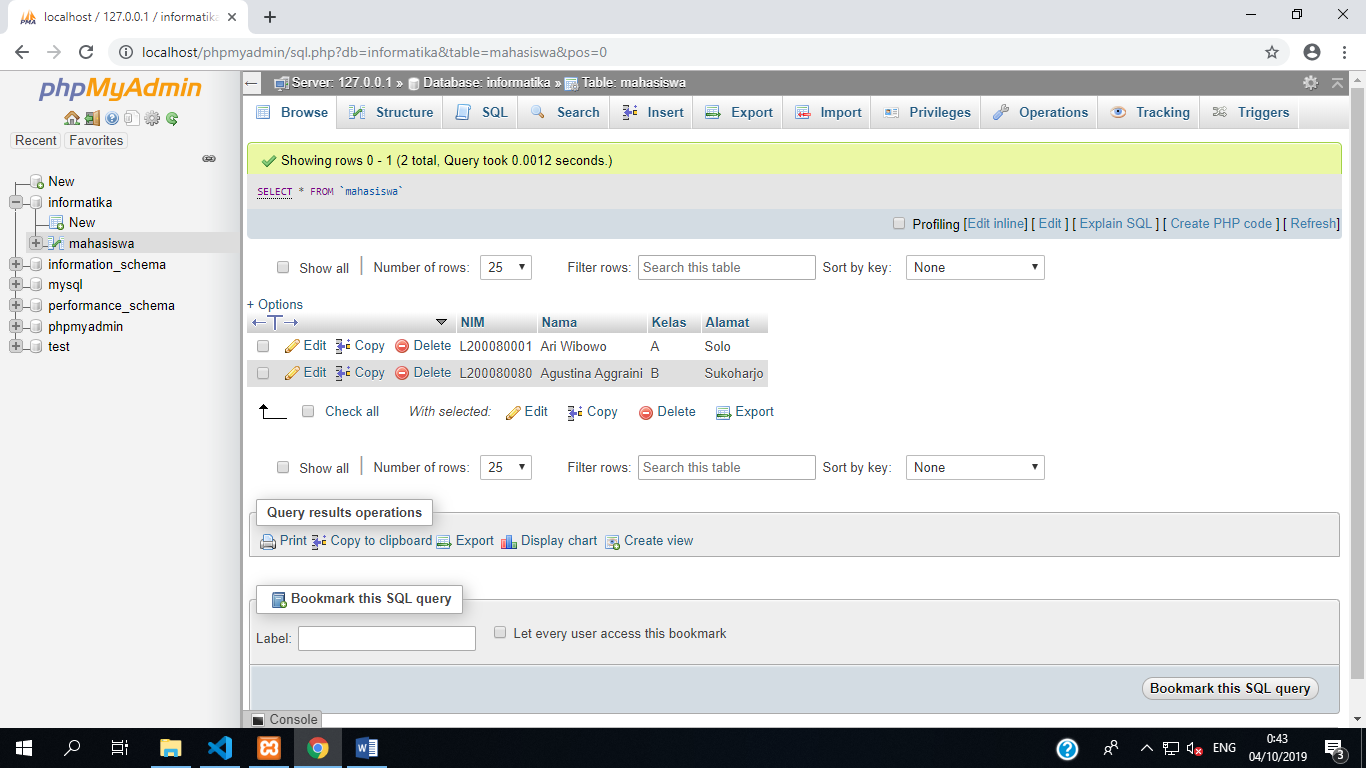 localhost / 127.0.0.1 / informatika
localhost/phpmyadmin/sql.php?db=informatika&table=mahasiswa&pos=0
phpMyAdmin
Recent Favorites
New
informatika
New
mahasiswa
information_schema
mysql
performance_schema
phpmyadmin
test
Server: 127.0.0.1 » Database: informatika » Table: mahasiswa
Browse Structure SQL Search Insert Export Import Privileges Operations Tracking Triggers
Showing rows 0 - 1 (2 total, Query took 0.0012 seconds.)
SELECT * FROM `mahasiswa`
Profiling [Edit inline] [ Edit ] [ Explain SQL ] [ Create PHP code ] [ Refresh]
Show all Number of rows: 25 Filter rows: Search this table Sort by key: None
+ Options
NIM Nama Kelas Alamat
Edit Copy Delete L200080001 Ari Wibowo A Solo
Edit Copy Delete L200080080 Agustina Aggraini B Sukoharjo
Check all With selected: Edit Copy Delete Export
Show all Number of rows: 25 Filter rows: Search this table Sort by key: None
Query results operations
Print Copy to clipboard Export Display chart Create view
Bookmark this SQL query
Label: Let every user access this bookmark
Bookmark this SQL query
Console
ENG 0:43
04/10/2019
3